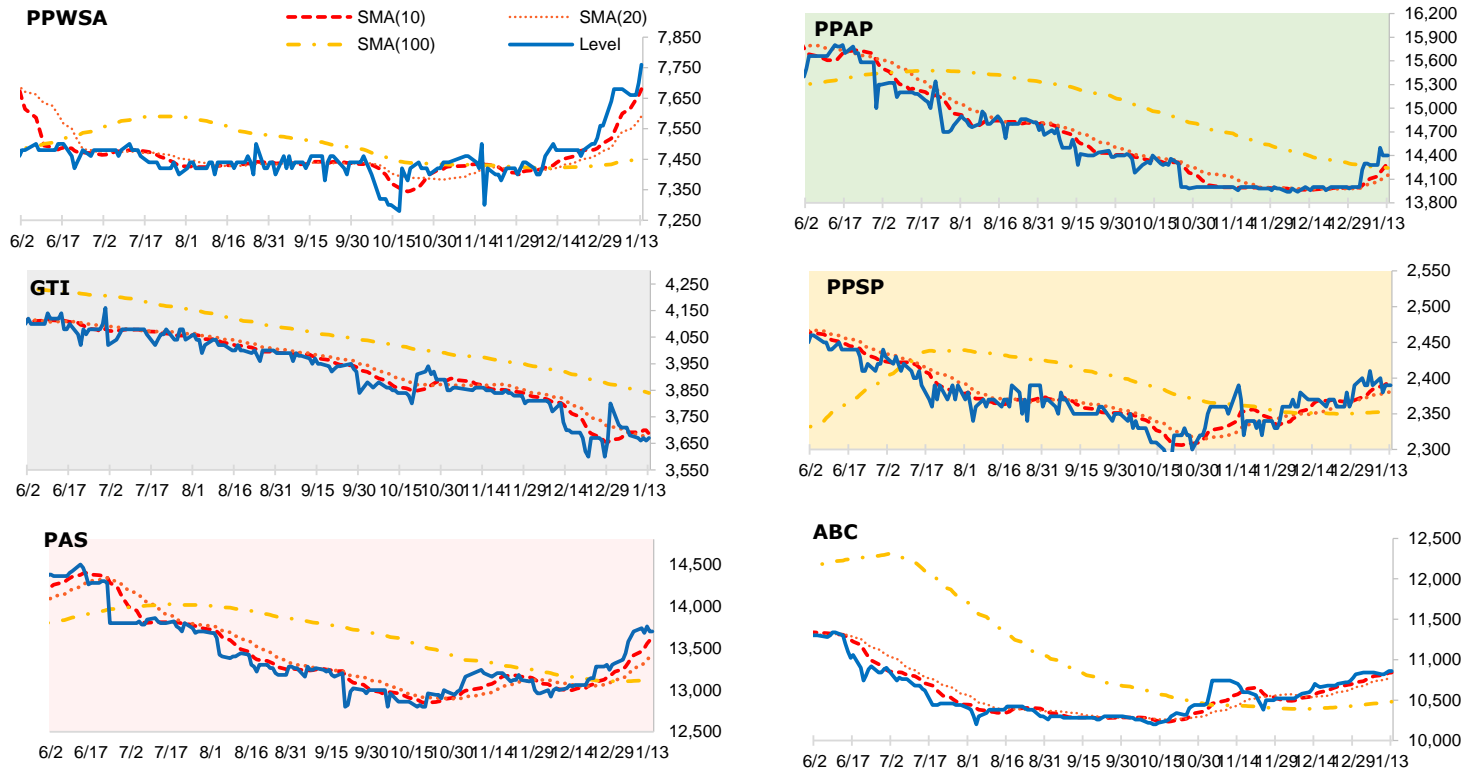 PPWSA
SMA(10) SMA(20)
SMA(100) Level
7,850
7,750
7,650
7,550
7,450
7,350
7,250
6/2 6/17 7/2 7/17 8/1 8/16 8/31 9/15 9/30 10/15 10/30 11/14 11/29 12/14 12/29 1/13
PPAP
16,200
15,900
15,600
15,300
15,000
14,700
14,400
14,100
13,800
6/2 6/17 7/2 7/17 8/1 8/16 8/31 9/15 9/30 10/15 10/30 11/14 11/29 12/14 12/29 1/13
GTI
4,250
4,150
4,050
3,950
3,850
3,750
3,650
3,550
6/2 6/17 7/2 7/17 8/1 8/16 8/31 9/15 9/30 10/15 10/30 11/14 11/29 12/14 12/29 1/13
PPSP
2,550
2,500
2,450
2,400
2,350
2,300
6/2 6/17 7/2 7/17 8/1 8/16 8/31 9/15 9/30 10/15 10/30 11/14 11/29 12/14 12/29 1/13
PAS
14,500
14,000
13,500
13,000
12,500
6/2 6/17 7/2 7/17 8/1 8/16 8/31 9/15 9/30 10/15 10/30 11/14 11/29 12/14 12/29 1/13
ABC
12,500
12,000
11,500
11,000
10,500
10,000
6/2 6/17 7/2 7/17 8/1 8/16 8/31 9/15 9/30 10/15 10/30 11/14 11/29 12/14 12/29 1/13